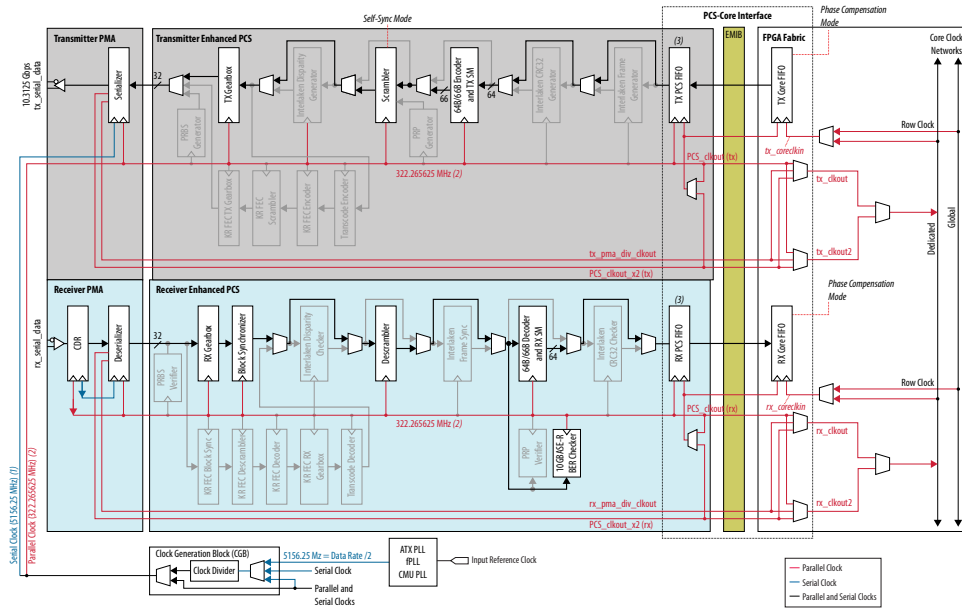 Self-Sync Mode
Phase Compensation
Mode
PCS-Core Interface
Transmitter PMA
Transmitter Enhanced PCS
EMIB
FPGA Fabric
Core Clock
Networks
(3)
10.3125 Gbps
tx_serial_data
Serializer
32
TX Gearbox
PRBS
Generator
Interlaken Disparity
Generator
Scrambler
PRP
Generator
66
64B/66B Encoder
and TX SM
64
Interlaken CRC32
Generator
Interlaken Frame
Generator
TX PCS FIFO
TX Core FIFO
Row Clock
tx_coreclkin
PCS_clkout (tx)
322.265625 MHz (2)
KR FEC TX Gearbox
KR FEC
Scrambler
KR FEC Encoder
Transcode Encoder
tx_clkout
tx_clkout2
tx_pma_div_clkout
PCS_clkout_x2 (tx)
Dedicated
Global
Receiver PMA
Receiver Enhanced PCS
Phase Compensation
Mode
(3)
rx_serial_data
CDR
Deserializer
32
PRBS
Verifier
RX Gearbox
Block Synchronizer
Interlaken Disparity
Checker
Descrambler
Interlaken
Frame Sync
64B/66B Decoder
and RX SM
64
Interlaken
CRC32 Checker
RX PCS FIFO
RX Core FIFO
Row Clock
rx_coreclkin
PCS_clkout (rx)
322.265625 MHz (2)
KR FEC Block Sync
KR FEC Descrambler
KR FEC Decoder
KR FEC RX
Gearbox
Transcode Decoder
PRP
Verifier
10GBASE-R
BER Checker
rx_clkout
rx_clkout2
rx_pma_div_clkout
PCS_clkout_x2 (rx)
Serial Clock (5156.25 MHz) (1)
Parallel Clock (322.265625 MHz) (2)
Clock Generation Block (CGB)
Clock Divider
5156.25 Mz = Data Rate /2
Serial Clock
Parallel and
Serial Clocks
ATX PLL
fPLL
CMU PLL
Input Reference Clock
Parallel Clock
Serial Clock
Parallel and Serial Clocks